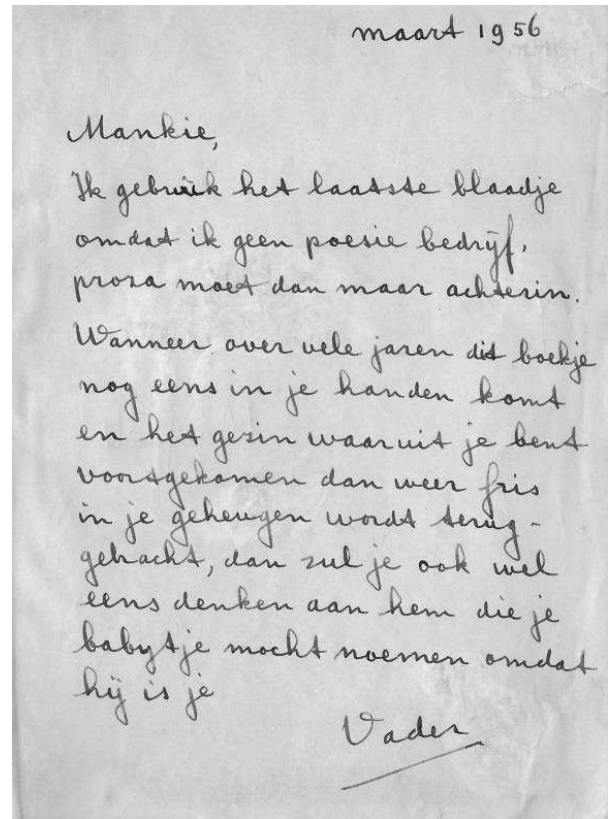 maart 1956
Mankie,
Ik gebruik het laatste blaadje
omdat ik geen poesie bedrijf,
proza moet dan maar achterin.
Wanneer over vele jaren dit boekje
nog eens in je handen komt
en het gezin waaruit je bent
voortgekomen dan weer fris
in je geheugen wordt terug-
gebracht, dan zul je ook wel
eens denken aan hem die je
babytje mocht noemen omdat
hij is je
Vader